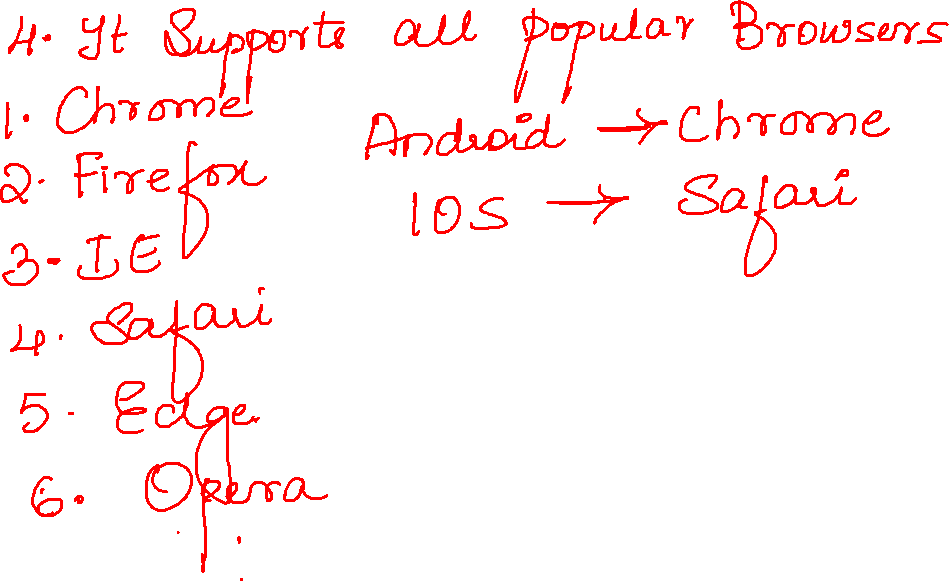 4. It Supports all popular Browsers
1. Chrome
2. Firefox
3. IE
4. Safari
5. Edge
6. Opera
Android → Chrome
IOS → Safari